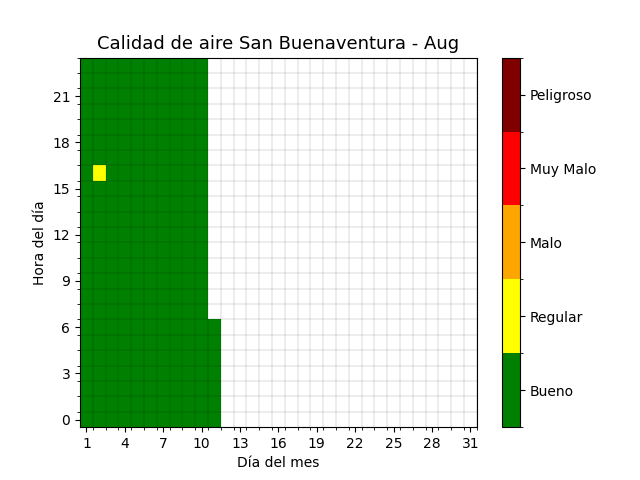 Calidad de aire San Buenaventura - Aug
Hora del día
21
18
15
12
9
6
3
0
1 4 7 10 13 16 19 22 25 28 31
Día del mes
Peligroso
Muy Malo
Malo
Regular
Bueno